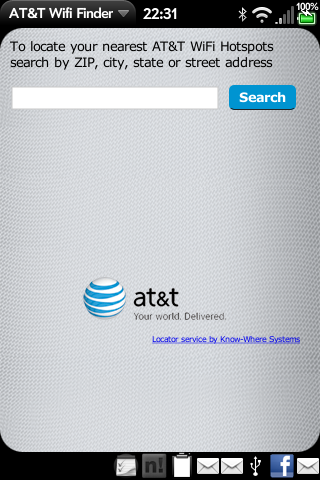 AT&T Wifi Finder
22:31
100%
To locate your nearest AT&T WiFi Hotspots
search by ZIP, city, state or street address
Search
at&t
Your world. Delivered.
Locator service by Know-Where Systems
n!
f